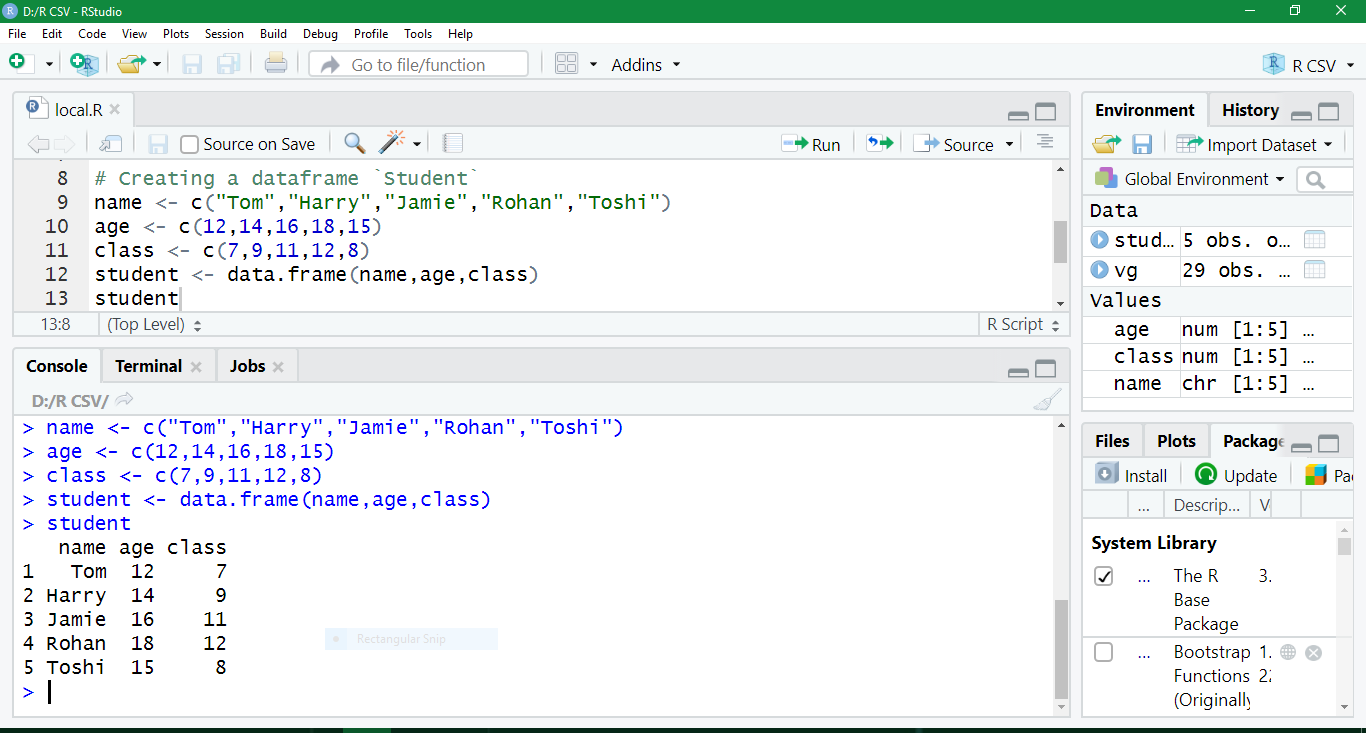 D:/R CSV - RStudio
File Edit Code View Plots Session Build Debug Profile Tools Help
Go to file/function Addins R CSV
local.R
Source on Save Run Source
8 # Creating a dataframe `Student`
9 name <- c("Tom","Harry","Jamie","Rohan","Toshi")
10 age <- c(12,14,16,18,15)
11 class <- c(7,9,11,12,8)
12 student <- data.frame(name,age,class)
13 student
13:8 (Top Level) R Script
Console Terminal Jobs
D:/R CSV/
> name <- c("Tom","Harry","Jamie","Rohan","Toshi")
> age <- c(12,14,16,18,15)
> class <- c(7,9,11,12,8)
> student <- data.frame(name,age,class)
> student
name age class
1 Tom 12 7
2 Harry 14 9
3 Jamie 16 11
4 Rohan 18 12
5 Toshi 15 8
>
Rectangular Snip
Environment History
Import Dataset
Global Environment
Data
stud… 5 obs. o…
vg 29 obs. …
Values
age num [1:5] …
class num [1:5] …
name chr [1:5] …
Files Plots Package
Install Update Pac
... Descrip... V
System Library
... The R 3.
Base
Package
... Bootstrap 1.
Functions 22
(Originally